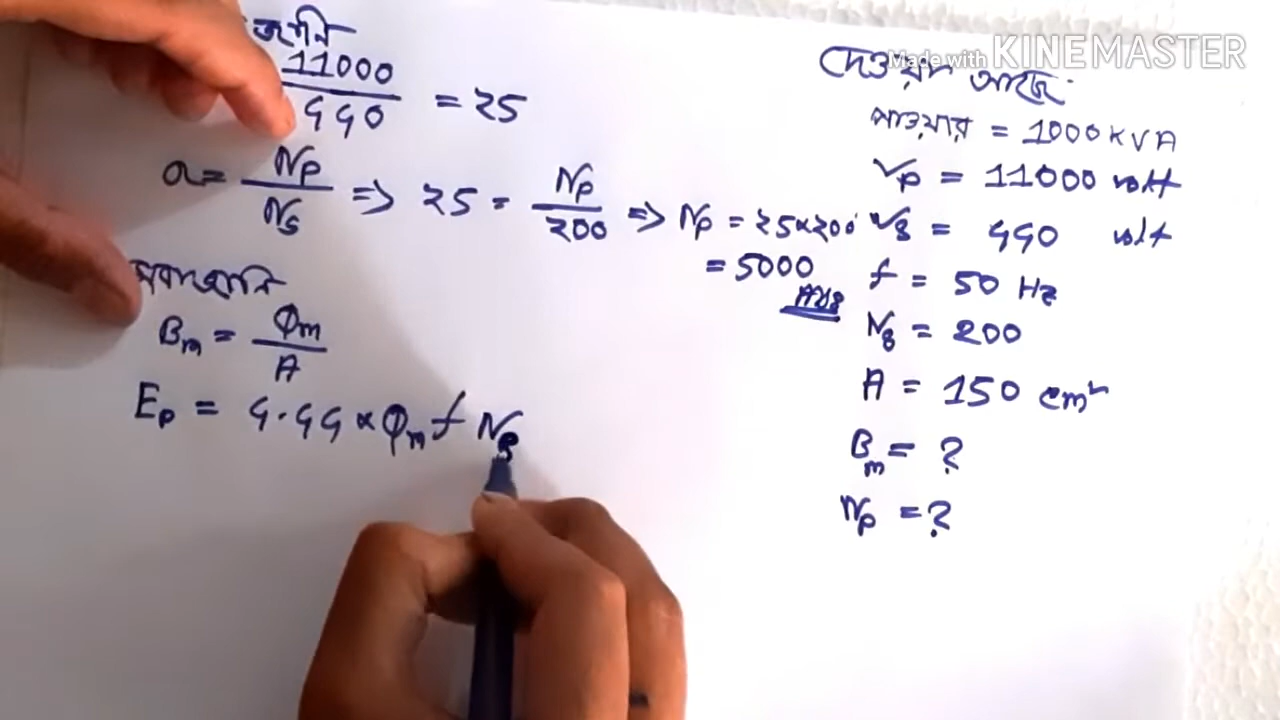 জানি
11000
440 = 25
a = Np / Ns => 25 = Np / 200 => Np = 25×200
= 5000
Ans
আবার জানি
Bm = Φm / A
Ep = 4.44 × Φm f Np
Made with KINEMASTER
দেওয়া আছে
পাওয়ার = 1000 KVA
Vp = 11000 volt
Vs = 440 volt
f = 50 Hz
Ns = 200
A = 150 cm²
Bm = ?
Np = ?